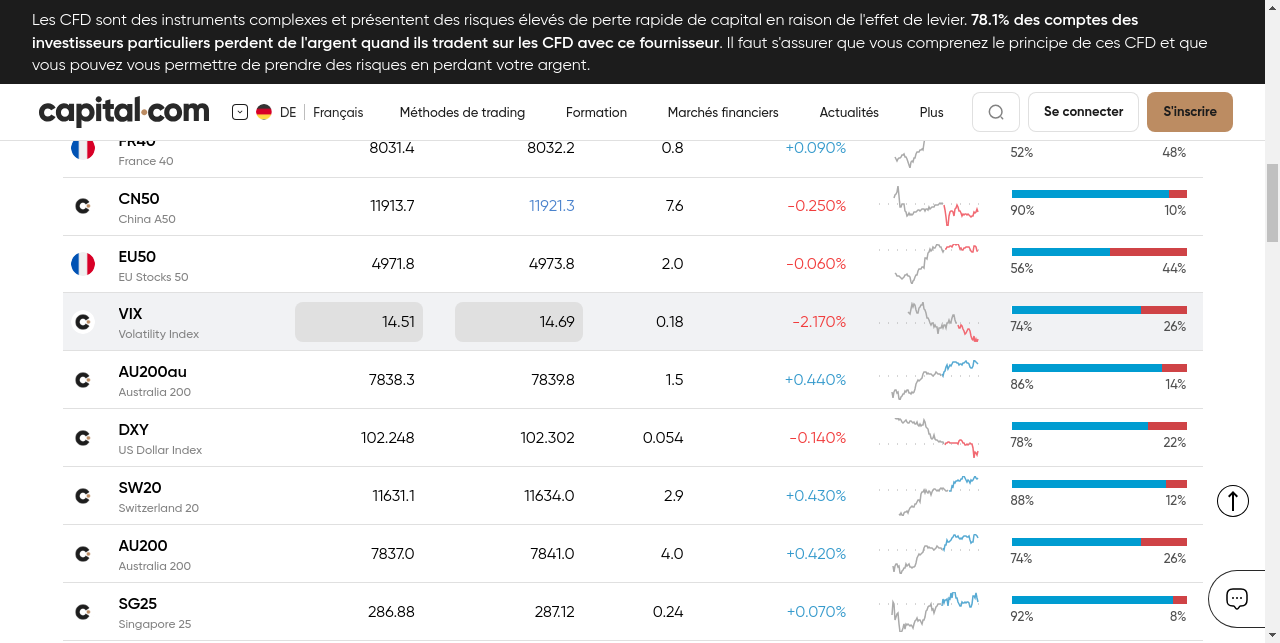 Les CFD sont des instruments complexes et présentent des risques élevés de perte rapide de capital en raison de l'effet de levier. 78.1% des comptes des
investisseurs particuliers perdent de l'argent quand ils tradent sur les CFD avec ce fournisseur. Il faut s'assurer que vous comprenez le principe de ces CFD et que
vous pouvez vous permettre de prendre des risques en perdant votre argent.
capital.com DE Français Méthodes de trading Formation Marchés financiers Actualités Plus Se connecter S'inscrire
FR40 8031.4 8032.2 0.8 +0.090%
France 40 52% 48%
CN50 11913.7 11921.3 7.6 -0.250%
China A50 90% 10%
EU50 4971.8 4973.8 2.0 -0.060%
EU Stocks 50 56% 44%
VIX 14.51 14.69 0.18 -2.170%
Volatility Index 74% 26%
AU200au 7838.3 7839.8 1.5 +0.440%
Australia 200 86% 14%
DXY 102.248 102.302 0.054 -0.140%
US Dollar Index 78% 22%
SW20 11631.1 11634.0 2.9 +0.430%
Switzerland 20 88% 12%
AU200 7837.0 7841.0 4.0 +0.420%
Australia 200 74% 26%
SG25 286.88 287.12 0.24 +0.070%
Singapore 25 92% 8%